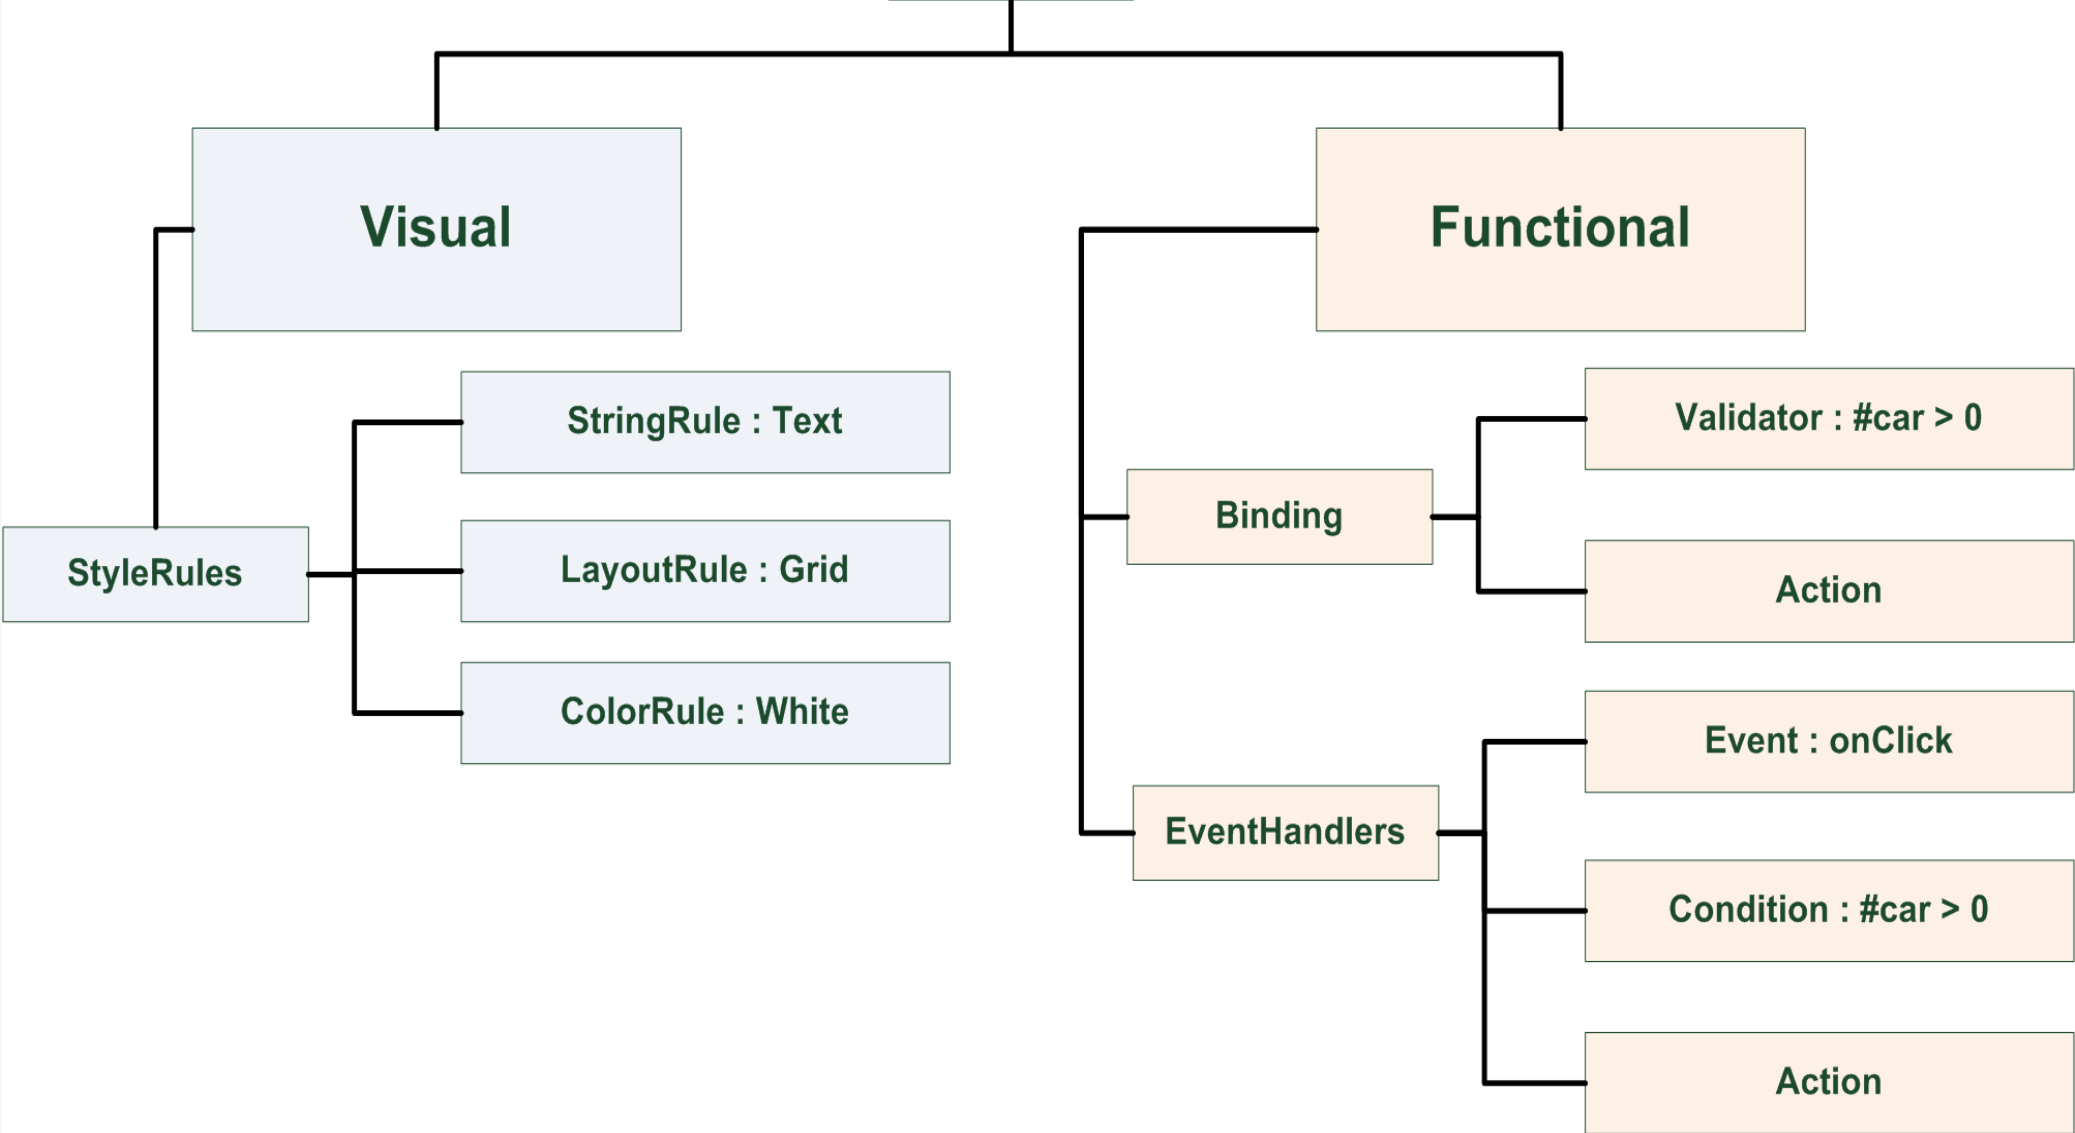 Visual
Functional
StringRule : Text
LayoutRule : Grid
ColorRule : White
StyleRules
Validator : #car > 0
Binding
Action
Event : onClick
EventHandlers
Condition : #car > 0
Action